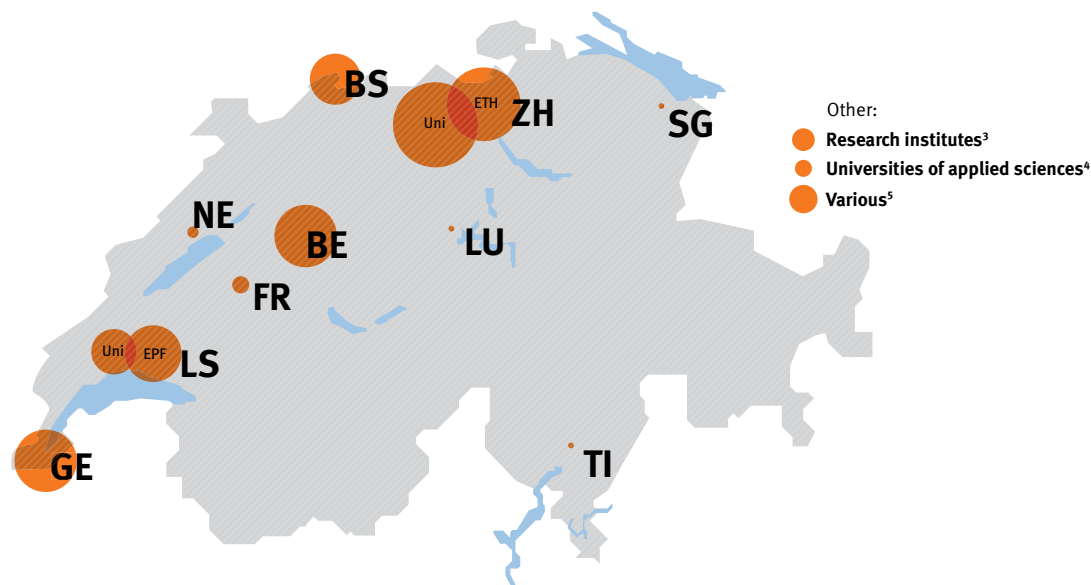 BS
Uni
ETH
ZH
SG
Other:
Research institutes³
Universities of applied sciences⁴
Various⁵
NE
BE
LU
FR
Uni
EPF
LS
GE
TI